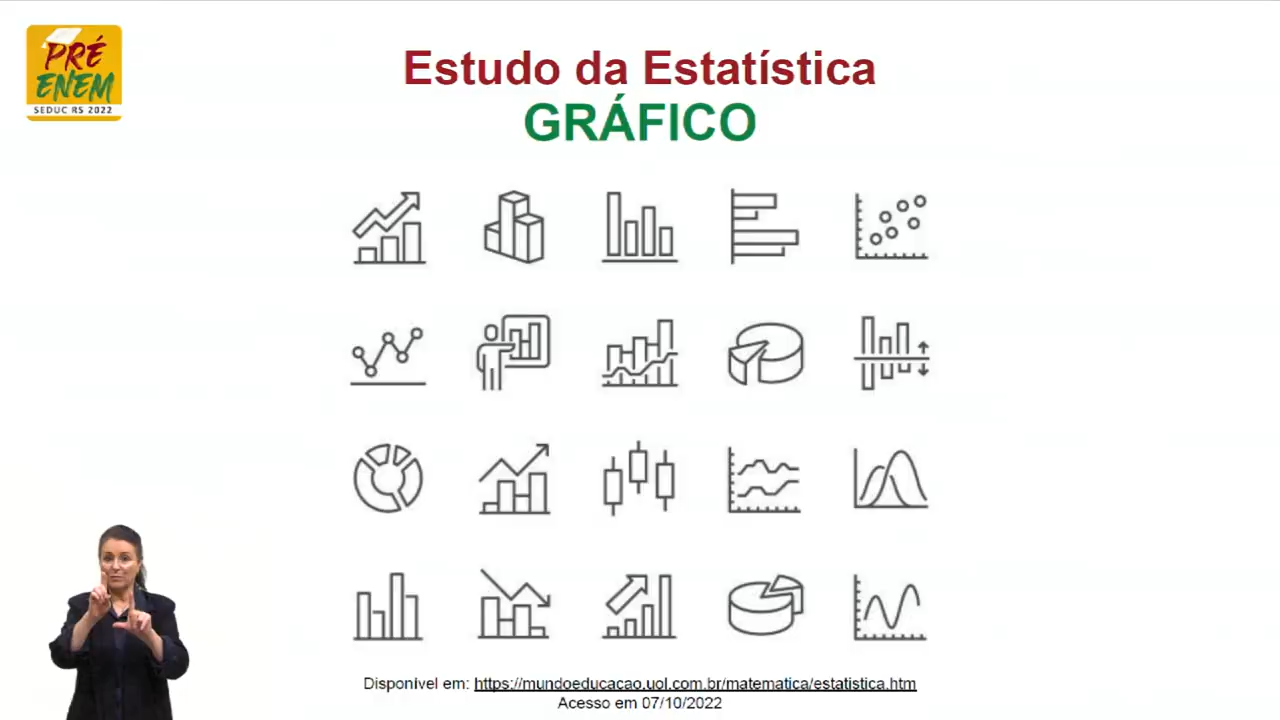 PRÉ
ENEM
SEDUC RS 2022
Estudo da Estatística
GRÁFICO
Disponível em: https://mundoeducacao.uol.com.br/matematica/estatistica.htm
Acesso em 07/10/2022